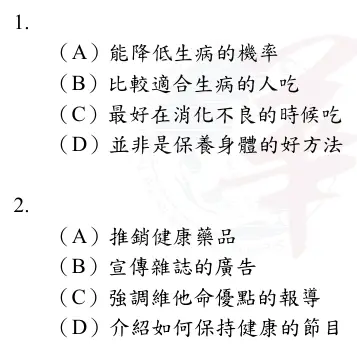 1.
（A）能降低生病的機率
（B）比較適合生病的人吃
（C）最好在消化不良的時候吃
（D）並非是保養身體的好方法
2.
（A）推銷健康藥品
（B）宣傳雜誌的廣告
（C）強調維他命優點的報導
（D）介紹如何保持健康的節目